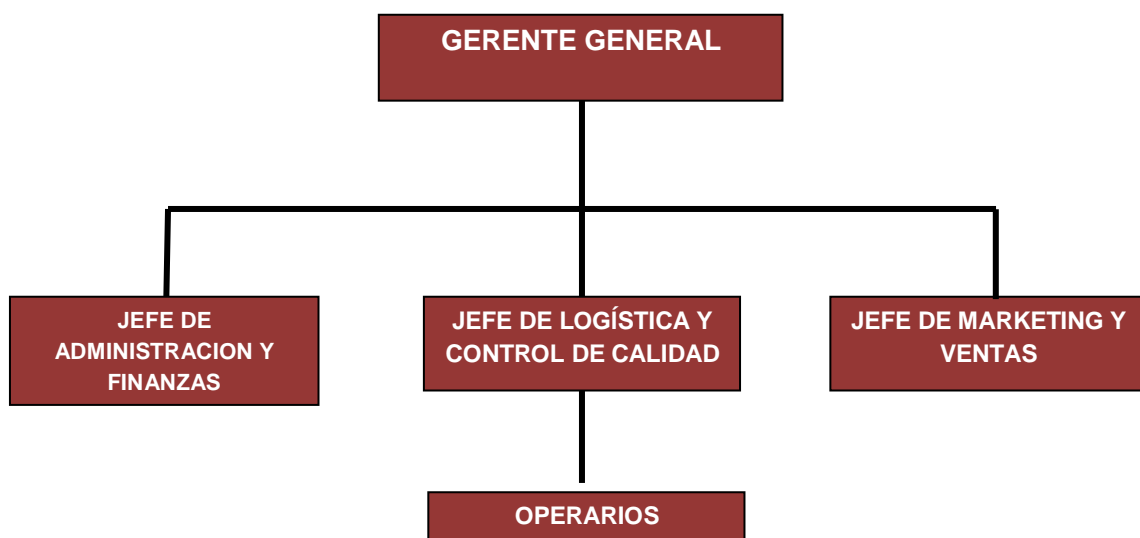 GERENTE GENERAL
JEFE DE
ADMINISTRACION Y
FINANZAS
JEFE DE LOGÍSTICA Y
CONTROL DE CALIDAD
JEFE DE MARKETING Y
VENTAS
OPERARIOS